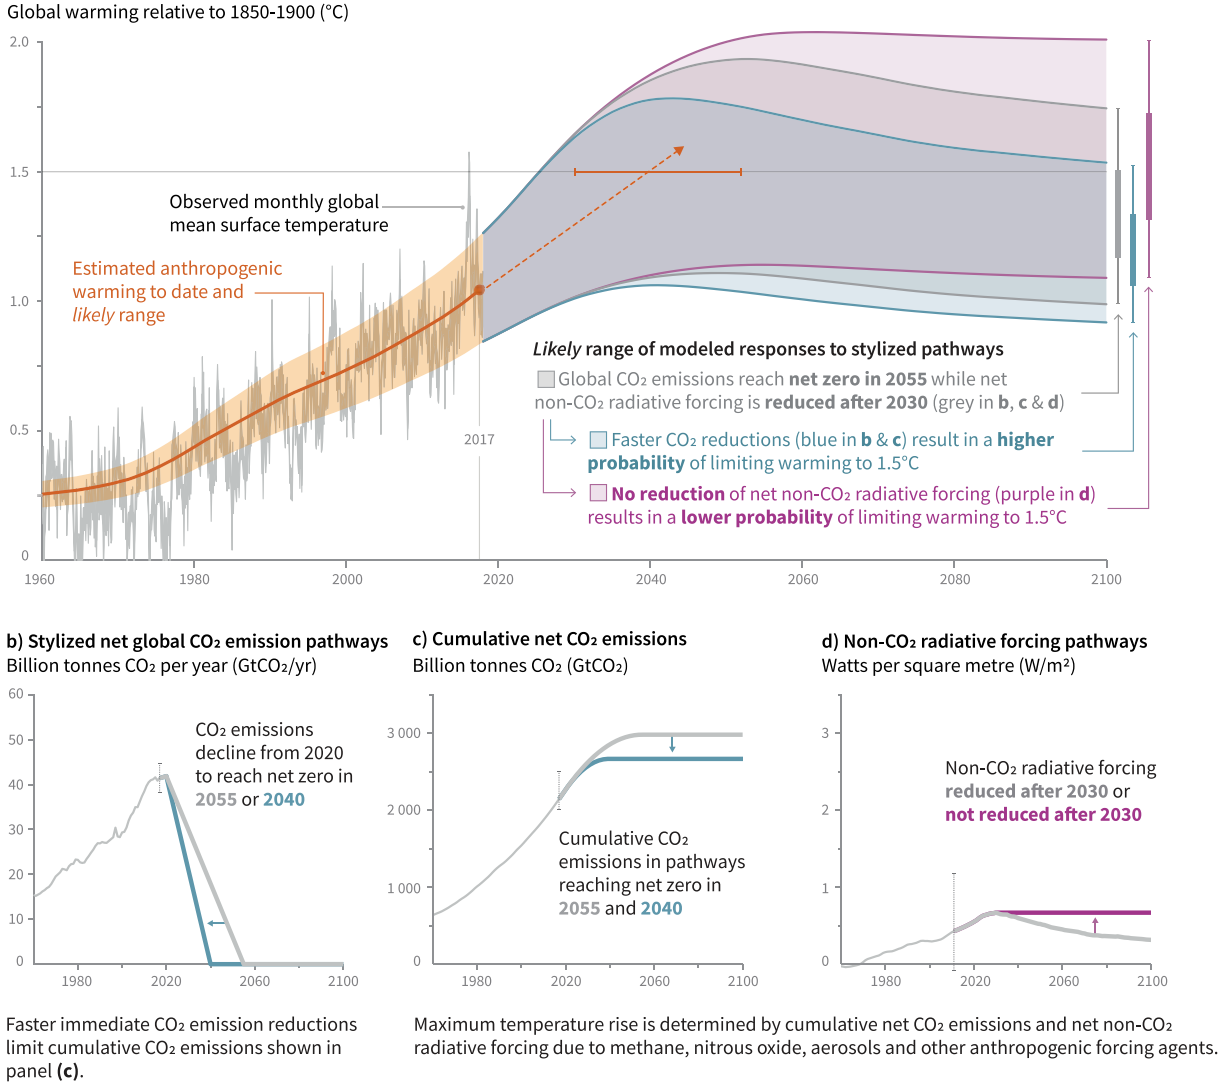 Global warming relative to 1850-1900 (°C)
2.0
1.5
1.0
0.5
0
Observed monthly global
mean surface temperature
Estimated anthropogenic
warming to date and
likely range
2017
Likely range of modeled responses to stylized pathways
Global CO₂ emissions reach net zero in 2055 while net
non-CO₂ radiative forcing is reduced after 2030 (grey in b, c & d)
Faster CO₂ reductions (blue in b & c) result in a higher
probability of limiting warming to 1.5°C
No reduction of net non-CO₂ radiative forcing (purple in d)
results in a lower probability of limiting warming to 1.5°C
1960 1980 2000 2020 2040 2060 2080 2100
b) Stylized net global CO₂ emission pathways
Billion tonnes CO₂ per year (GtCO₂/yr)
60
50
40
30
20
10
0
CO₂ emissions
decline from 2020
to reach net zero in
2055 or 2040
1980 2020 2060 2100
c) Cumulative net CO₂ emissions
Billion tonnes CO₂ (GtCO₂)
3 000
2 000
1 000
0
Cumulative CO₂
emissions in pathways
reaching net zero in
2055 and 2040
1980 2020 2060 2100
d) Non-CO₂ radiative forcing pathways
Watts per square metre (W/m²)
3
2
1
0
Non-CO₂ radiative forcing
reduced after 2030 or
not reduced after 2030
1980 2020 2060 2100
Faster immediate CO₂ emission reductions
limit cumulative CO₂ emissions shown in
panel (c).
Maximum temperature rise is determined by cumulative net CO₂ emissions and net non-CO₂
radiative forcing due to methane, nitrous oxide, aerosols and other anthropogenic forcing agents.